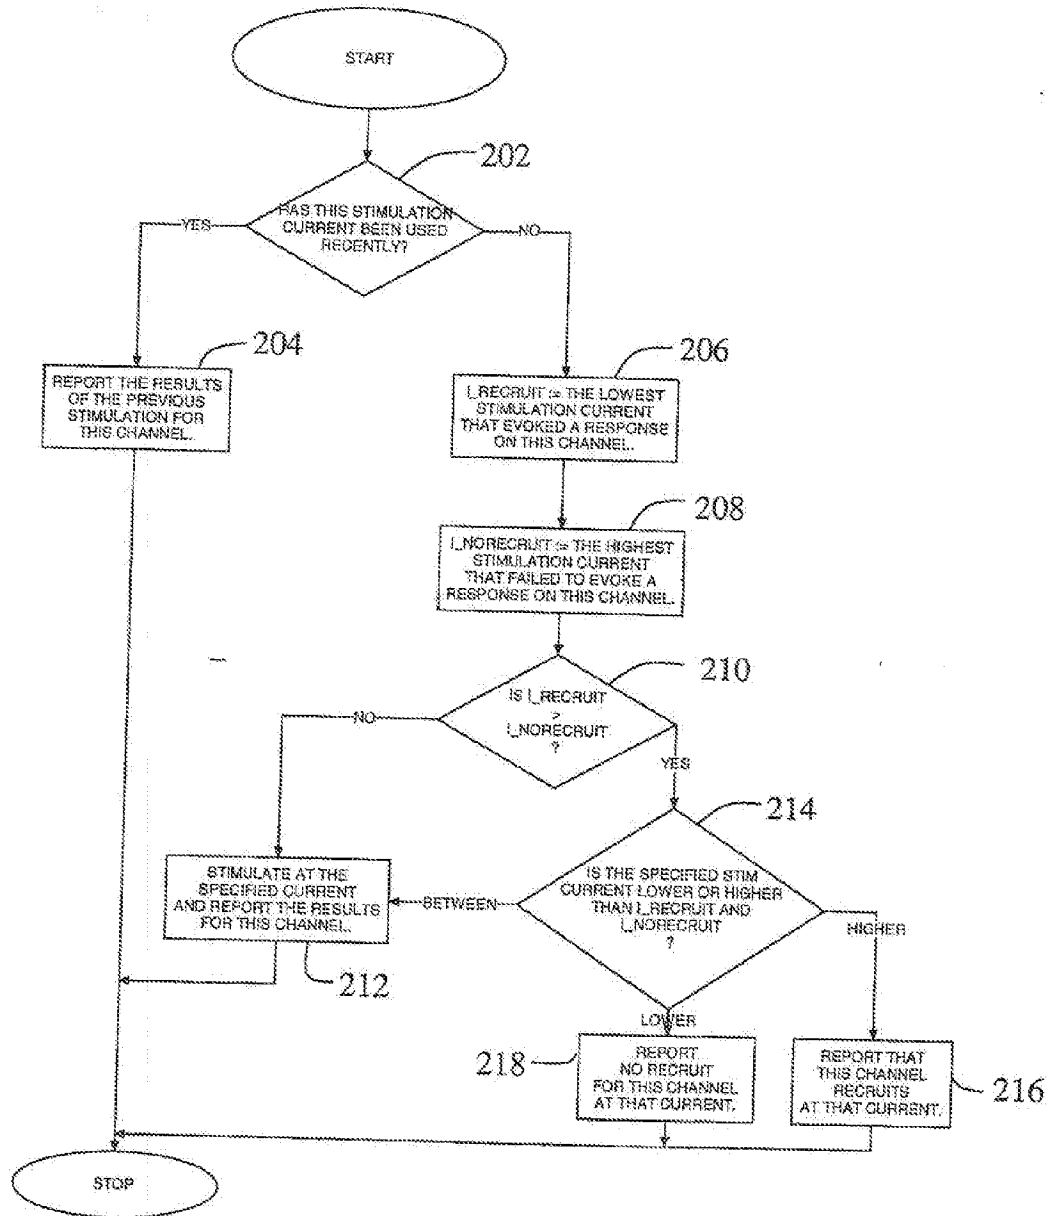 START
202
HAS THIS STIMULATION
CURRENT BEEN USED
RECENTLY?
YES
NO
204
REPORT THE RESULTS
OF THE PREVIOUS
STIMULATION FOR
THIS CHANNEL.
206
I_RECRUIT := THE LOWEST
STIMULATION CURRENT
THAT EVOKED A RESPONSE
ON THIS CHANNEL.
208
I_NORECRUIT := THE HIGHEST
STIMULATION CURRENT
THAT FAILED TO EVOKE A
RESPONSE ON THIS CHANNEL.
210
IS I_RECRUIT
>
I_NORECRUIT
?
NO
YES
214
IS THE SPECIFIED STIM
CURRENT LOWER OR HIGHER
THAN I_RECRUIT AND
I_NORECRUIT
?
STIMULATE AT THE
SPECIFIED CURRENT
AND REPORT THE RESULTS
FOR THIS CHANNEL.
BETWEEN
HIGHER
212
LOWER
218
REPORT
NO RECRUIT
FOR THIS CHANNEL
AT THAT CURRENT.
REPORT THAT
THIS CHANNEL
RECRUITS
AT THAT CURRENT.
216
STOP